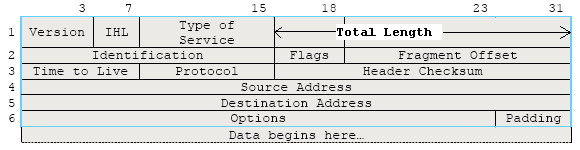 3 7 15 18 23 31
1 Version IHL Type of Service Total Length
2 Identification Flags Fragment Offset
3 Time to Live Protocol Header Checksum
4 Source Address
5 Destination Address
6 Options Padding
Data begins here…